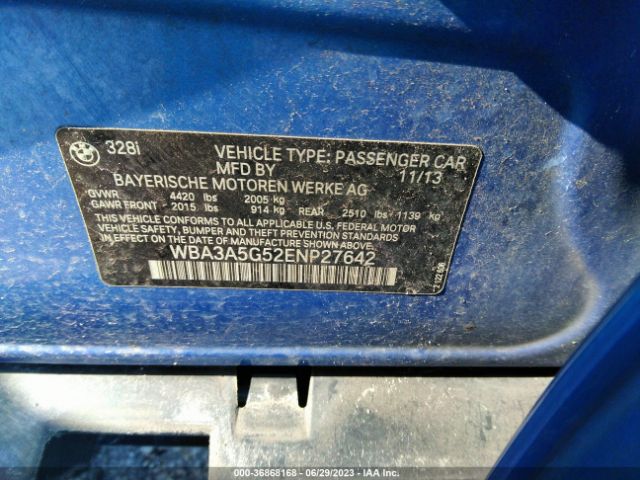 BMW
328i
VEHICLE TYPE: PASSENGER CAR
MFD BY 11/13
BAYERISCHE MOTOREN WERKE AG
GVWR 4420 lbs 2005 kg
GAWR FRONT 2015 lbs 914 kg REAR 2510 lbs 1139 kg
THIS VEHICLE CONFORMS TO ALL APPLICABLE U.S. FEDERAL MOTOR
VEHICLE SAFETY, BUMPER AND THEFT PREVENTION STANDARDS
IN EFFECT ON THE DATE OF MANUFACTURE SHOWN ABOVE.
WBA3A5G52ENP27642
000-36868168 - 06/29/2023 - IAA Inc.